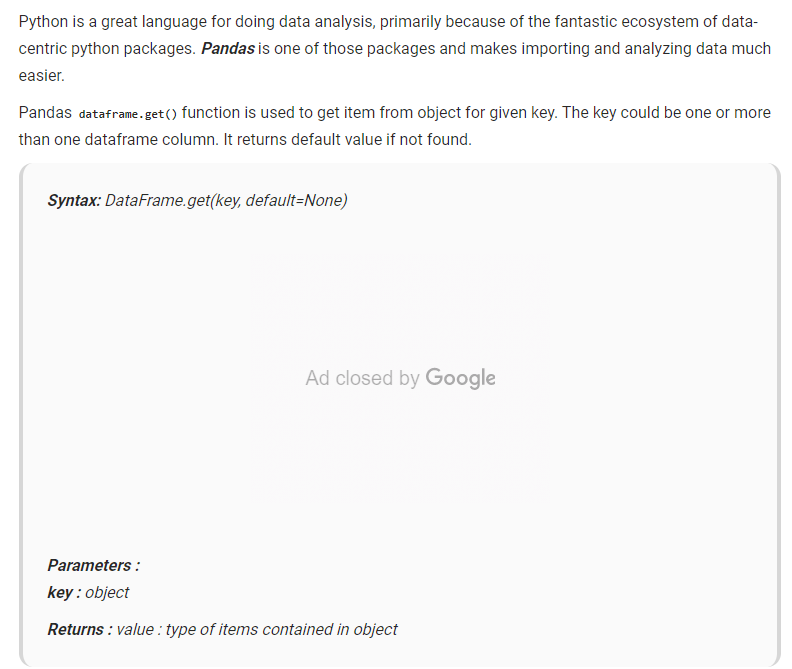 Python is a great language for doing data analysis, primarily because of the fantastic ecosystem of data-
centric python packages. Pandas is one of those packages and makes importing and analyzing data much
easier.
Pandas dataframe.get() function is used to get item from object for given key. The key could be one or more
than one dataframe column. It returns default value if not found.
Syntax: DataFrame.get(key, default=None)
Ad closed by Google
Parameters :
key : object
Returns : value : type of items contained in object